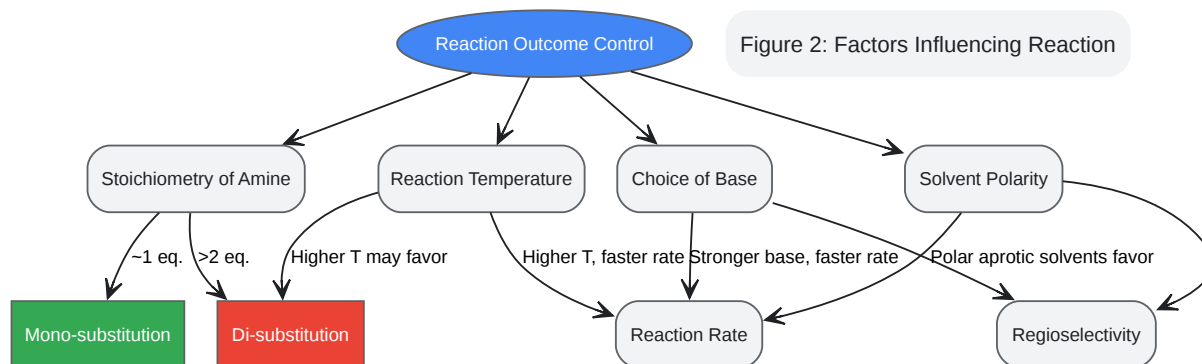 Reaction Outcome Control
Figure 2: Factors Influencing Reaction
Stoichiometry of Amine
Reaction Temperature
Choice of Base
Solvent Polarity
~1 eq.
>2 eq.
Higher T may favor
Higher T, faster rate
Stronger base, faster rate
Polar aprotic solvents favor
Mono-substitution
Di-substitution
Reaction Rate
Regioselectivity